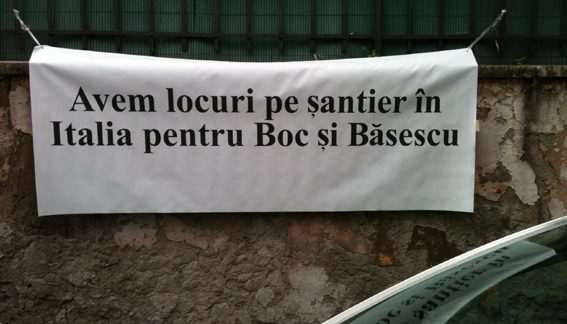 Avem locuri pe șantier în
Italia pentru Boc și Băsescu